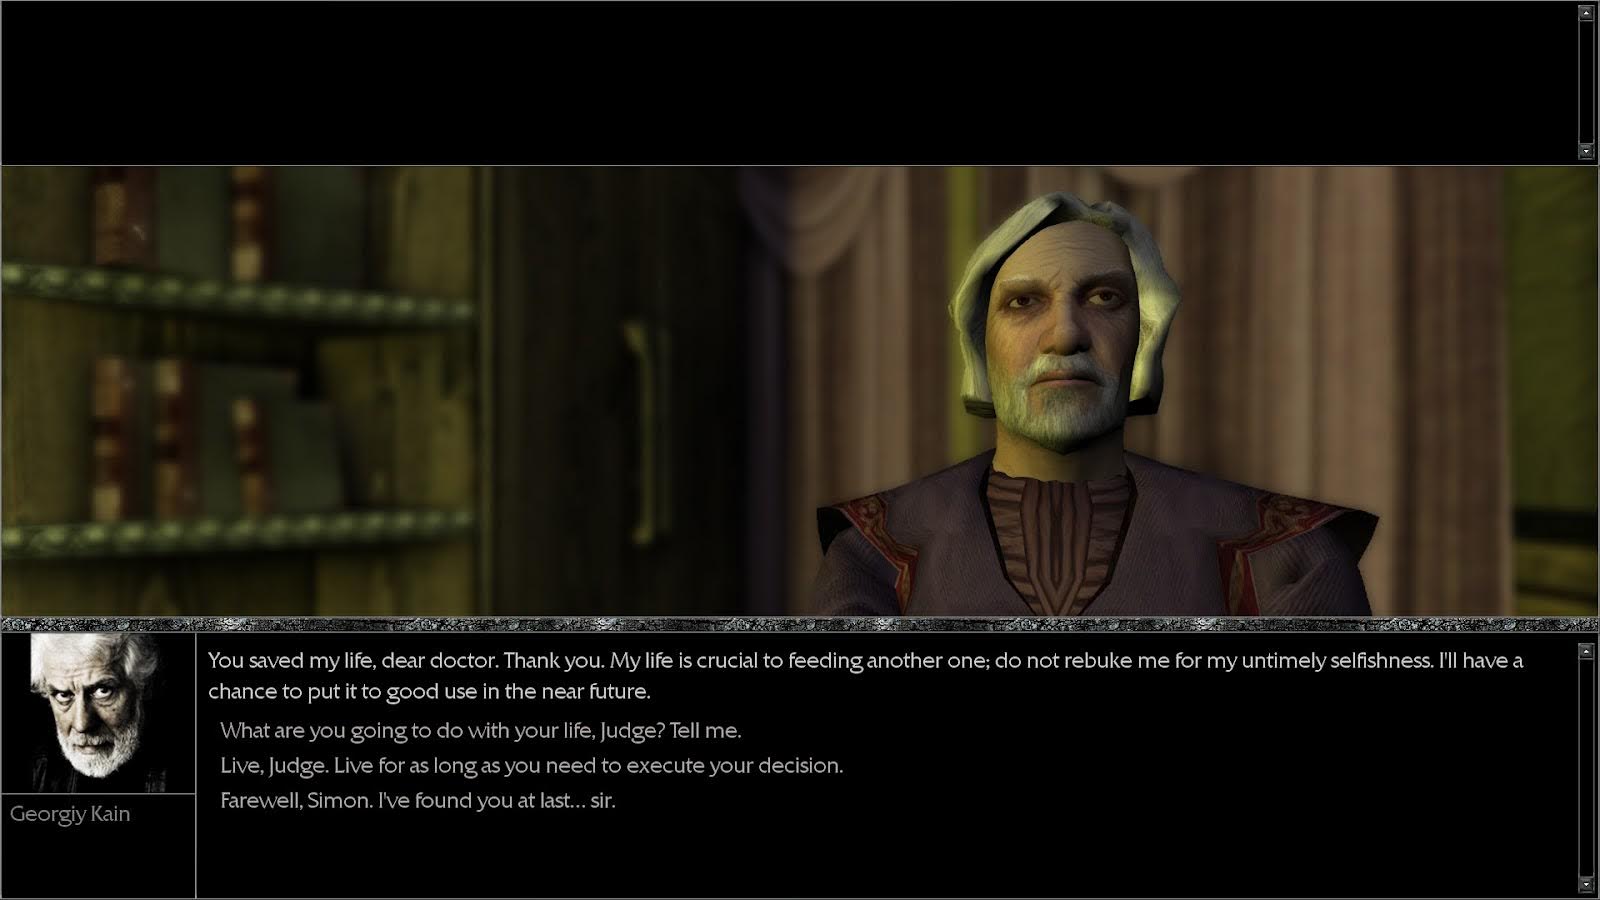 You saved my life, dear doctor. Thank you. My life is crucial to feeding another one; do not rebuke me for my untimely selfishness. I'll have a
chance to put it to good use in the near future.
What are you going to do with your life, Judge? Tell me.
Live, Judge. Live for as long as you need to execute your decision.
Farewell, Simon. I've found you at last... sir.
Georgiy Kain